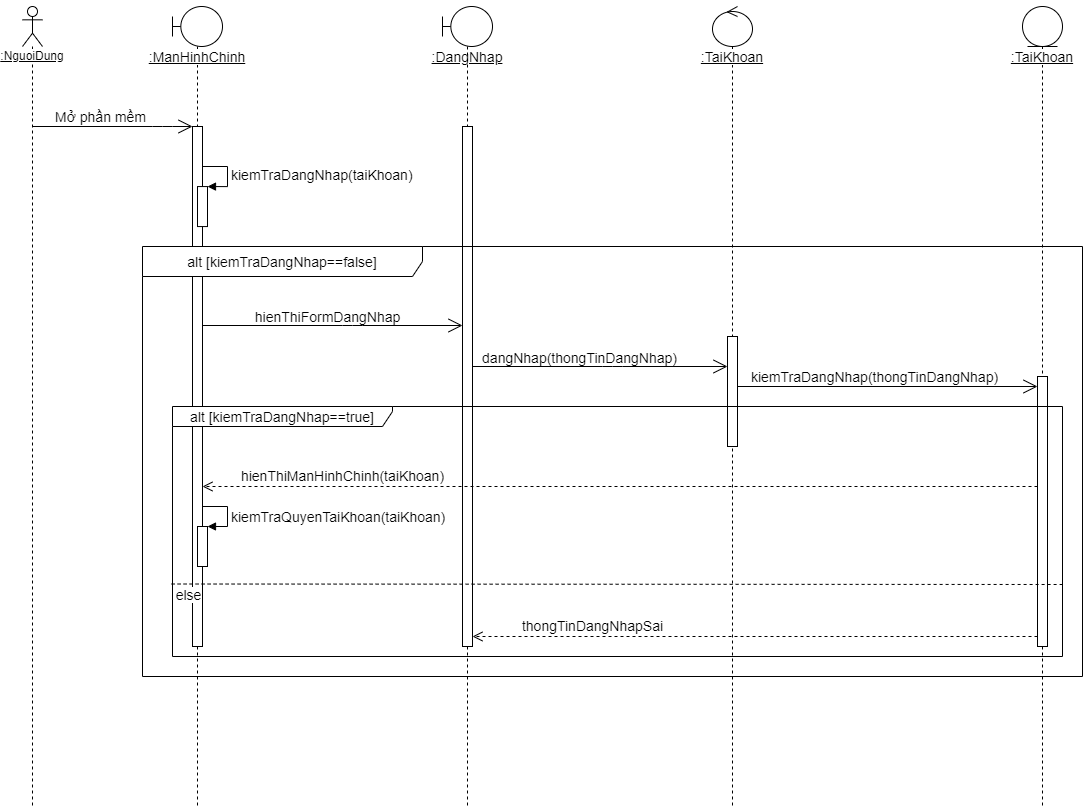 :NguoiDung
:ManHinhChinh
:DangNhap
:TaiKhoan
:TaiKhoan
Mở phần mềm
kiemTraDangNhap(taiKhoan)
alt [kiemTraDangNhap==false]
hienThiFormDangNhap
dangNhap(thongTinDangNhap)
kiemTraDangNhap(thongTinDangNhap)
alt [kiemTraDangNhap==true]
hienThiManHinhChinh(taiKhoan)
kiemTraQuyenTaiKhoan(taiKhoan)
else
thongTinDangNhapSai